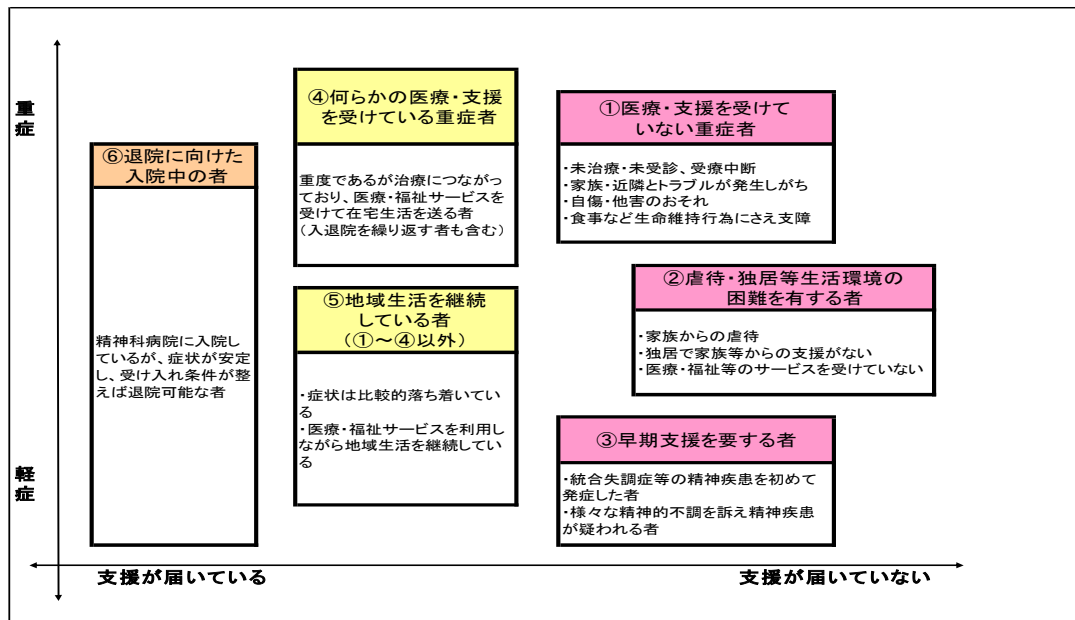 重
症
④何らかの医療・支援
を受けている重症者
重度であるが治療につながっ
ており、医療・福祉サービスを
受けて在宅生活を送る者
（入退院を繰り返す者も含む）
①医療・支援を受けて
いない重症者
・未治療・未受診、受療中断
・家族・近隣とトラブルが発生しがち
・自傷・他害のおそれ
・食事など生命維持行為にさえ支障
⑥退院に向けた
入院中の者
精神科病院に入院し
ているが、症状が安定
し、受け入れ条件が整
えば退院可能な者
②虐待・独居等生活環境の
困難を有する者
・家族からの虐待
・独居で家族等からの支援がない
・医療・福祉等のサービスを受けていない
⑤地域生活を継続
している者
（①～④以外）
・症状は比較的落ち着いてい
る
・医療・福祉サービスを利用し
ながら地域生活を継続してい
る
③早期支援を要する者
・統合失調症等の精神疾患を初めて
発症した者
・様々な精神的不調を訴え精神疾患
が疑われる者
軽
症
支援が届いている
支援が届いていない